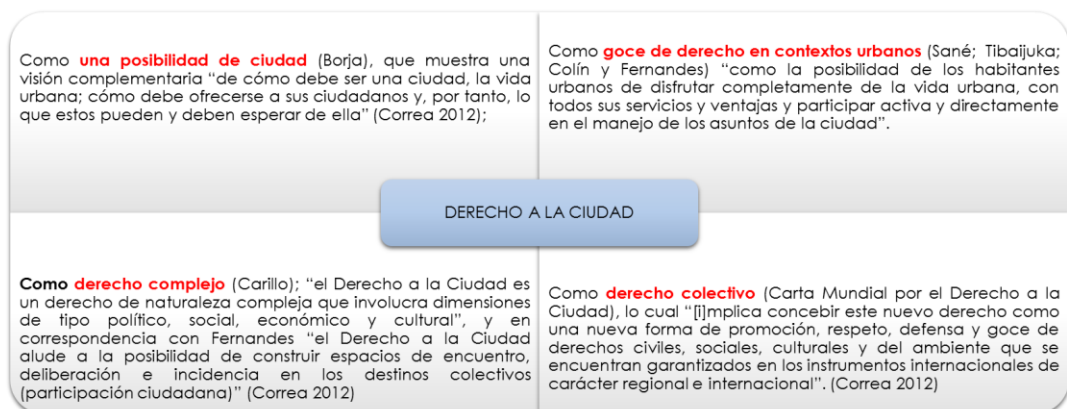 Como una posibilidad de ciudad (Borja), que muestra una
visión complementaria “de cómo debe ser una ciudad, la vida
urbana; cómo debe ofrecerse a sus ciudadanos y, por tanto, lo
que estos pueden y deben esperar de ella” (Correa 2012);
Como goce de derecho en contextos urbanos (Sané; Tibaijuka;
Colín y Fernandes) “como la posibilidad de los habitantes
urbanos de disfrutar completamente de la vida urbana, con
todos sus servicios y ventajas y participar activa y directamente
en el manejo de los asuntos de la ciudad”.
DERECHO A LA CIUDAD
Como derecho complejo (Carillo); “el Derecho a la Ciudad es
un derecho de naturaleza compleja que involucra dimensiones
de tipo político, social, económico y cultural”, y en
correspondencia con Fernandes “el Derecho a la Ciudad
alude a la posibilidad de construir espacios de encuentro,
deliberación e incidencia en los destinos colectivos
(participación ciudadana)” (Correa 2012)
Como derecho colectivo (Carta Mundial por el Derecho a la
Ciudad), lo cual “[i]mplica concebir este nuevo derecho como
una nueva forma de promoción, respeto, defensa y goce de
derechos civiles, sociales, culturales y del ambiente que se
encuentran garantizados en los instrumentos internacionales de
carácter regional e internacional”. (Correa 2012)